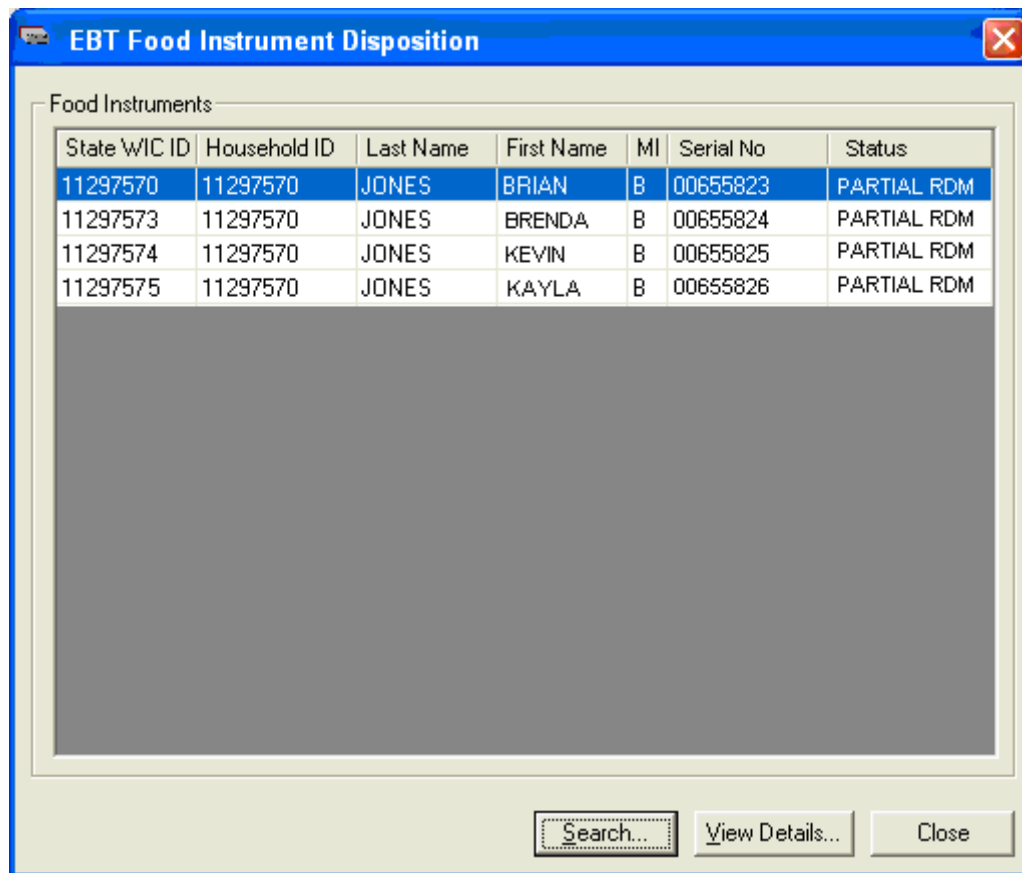 EBT Food Instrument Disposition
Food Instruments
State WIC ID Household ID Last Name First Name MI Serial No Status
11297570 11297570 JONES BRIAN B 00655823 PARTIAL RDM
11297573 11297570 JONES BRENDA B 00655824 PARTIAL RDM
11297574 11297570 JONES KEVIN B 00655825 PARTIAL RDM
11297575 11297570 JONES KAYLA B 00655826 PARTIAL RDM
Search... View Details... Close